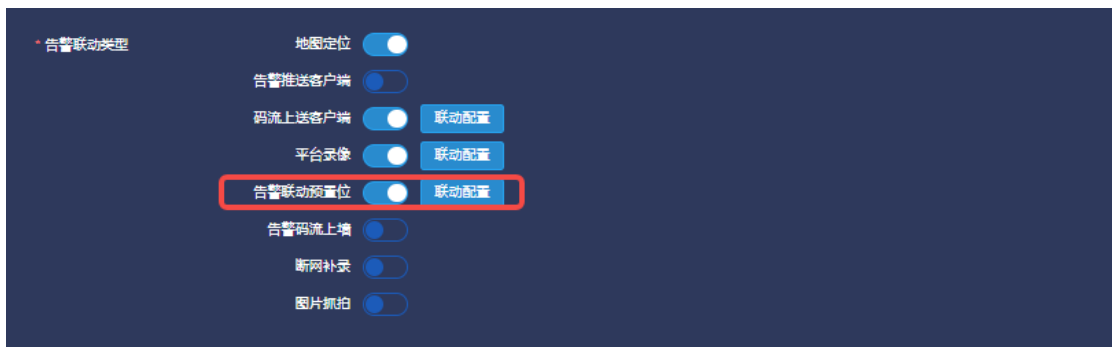 * 告警联动类型 地图定位
告警推送客户端
码流上送客户端 联动配置
平台录像 联动配置
告警联动预置位 联动配置
告警码流上墙
断网补录
图片抓拍